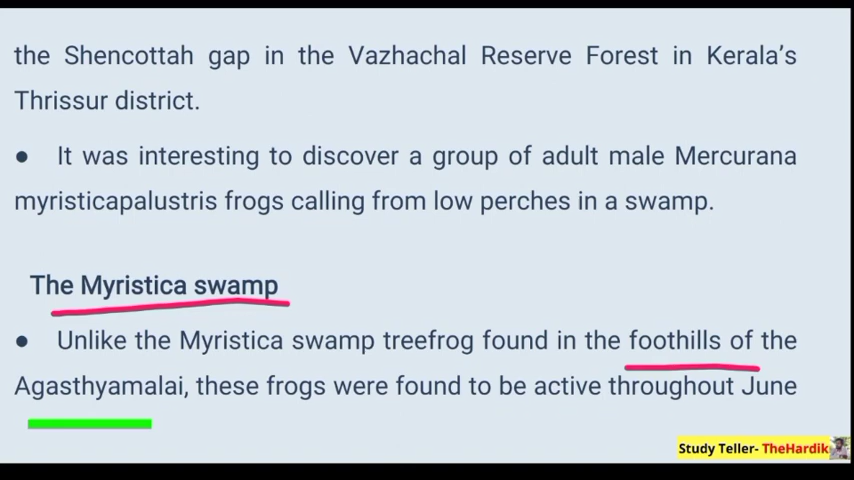 the Shencottah gap in the Vazhachal Reserve Forest in Kerala's
Thrissur district.
● It was interesting to discover a group of adult male Mercurana
myristicapalustris frogs calling from low perches in a swamp.
The Myristica swamp
● Unlike the Myristica swamp treefrog found in the foothills of the
Agasthyamalai, these frogs were found to be active throughout June
Study Teller- TheHardik